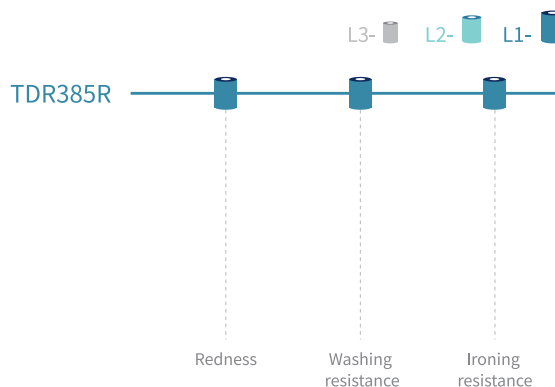 L3- L2- L1-
TDR385R
Redness
Washing
resistance
Ironing
resistance